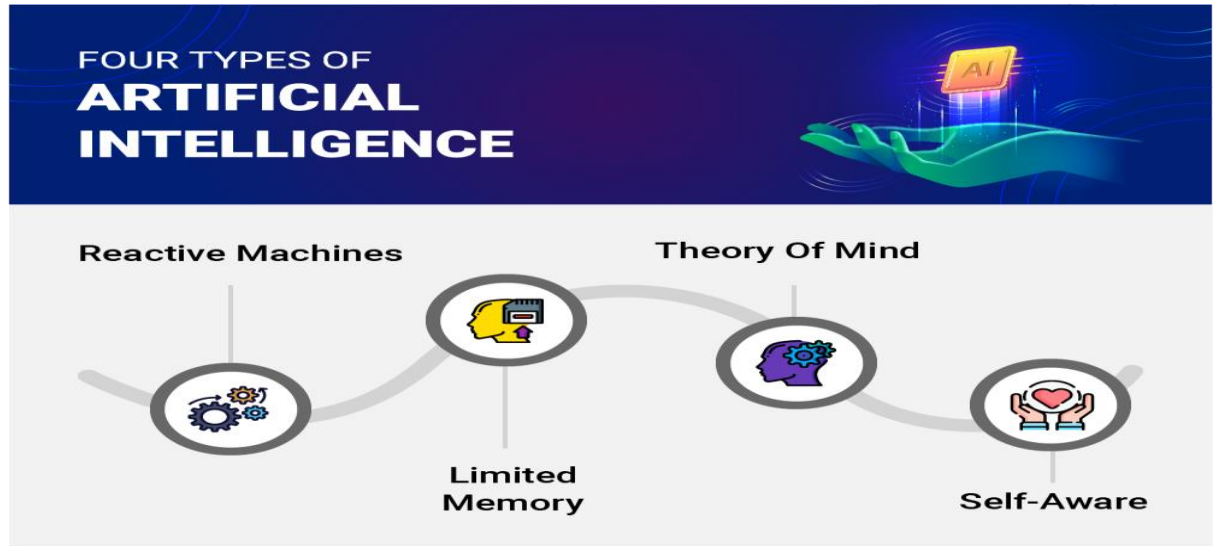 FOUR TYPES OF
ARTIFICIAL
INTELLIGENCE
AI
Reactive Machines
Theory Of Mind
Limited
Memory
Self-Aware